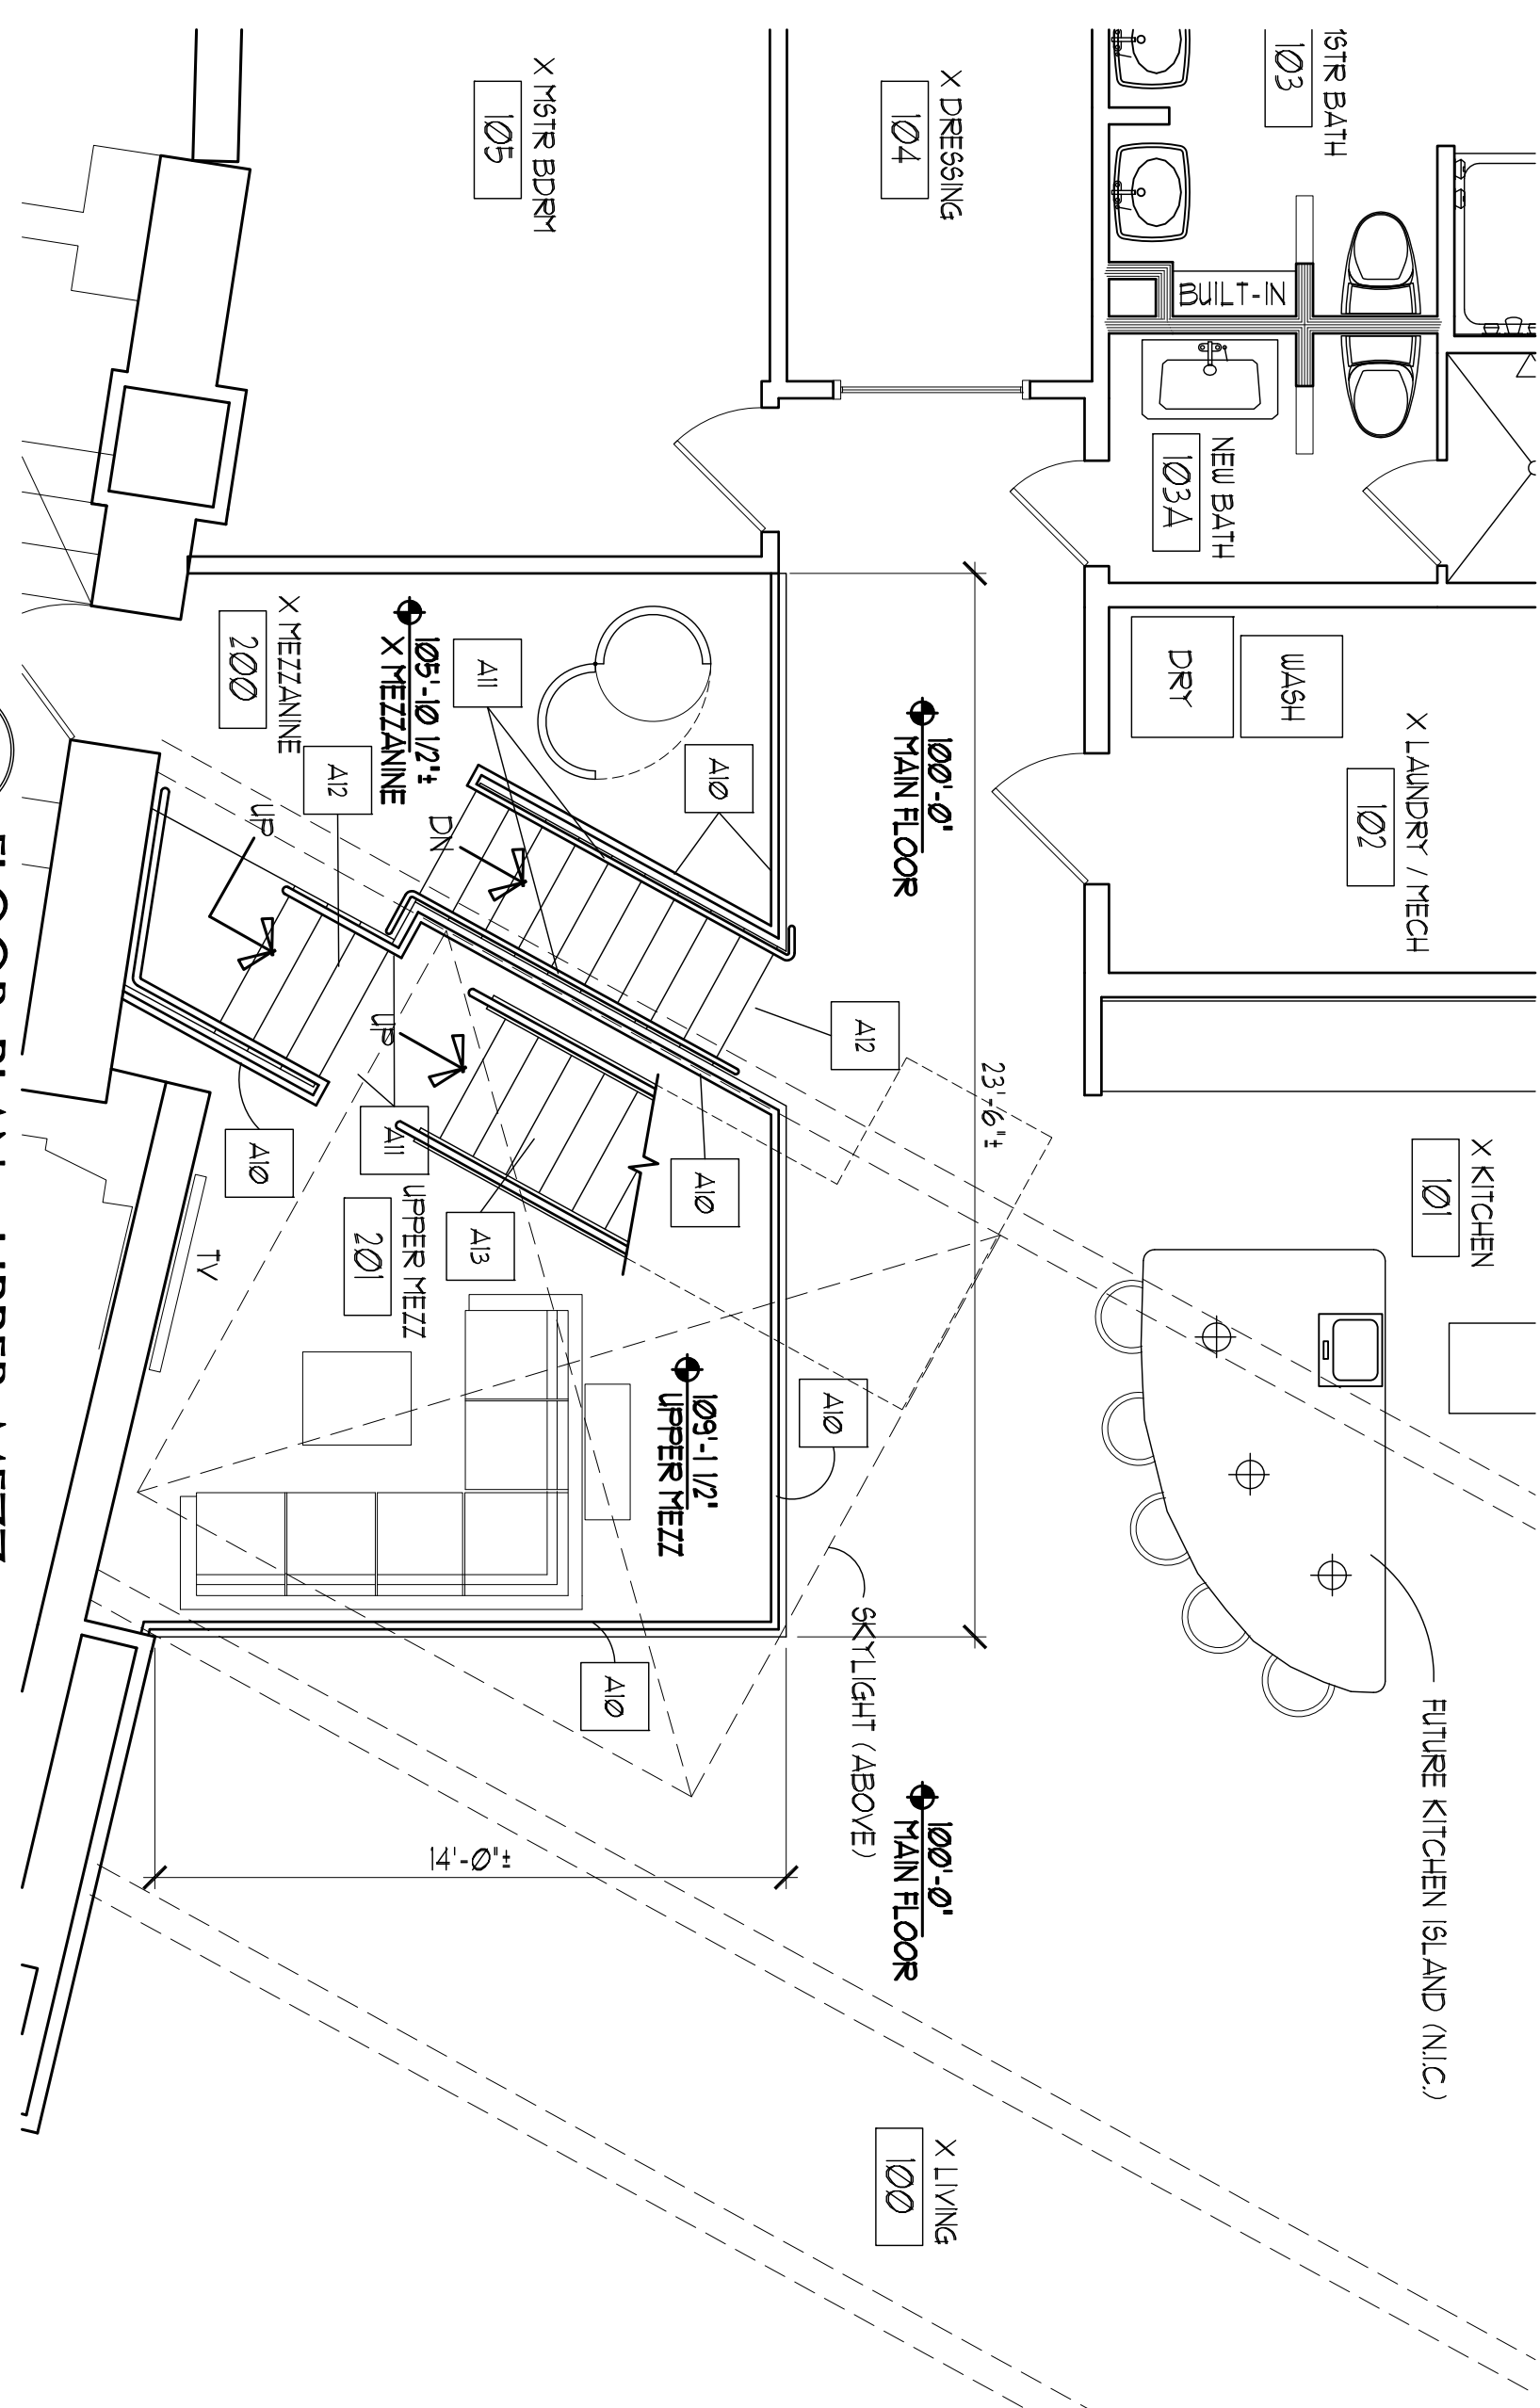 1STR BATH
103
X DRESSING
104
X MSTR BDRM
105
BUILT-IN
NEW BATH
103A
WASH
DRY
X LAUNDRY / MECH
102
100'-0"
MAIN FLOOR
105'-10 1/2"±
X MEZZANINE
X MEZZANINE
200
A11
A10
A12
DN
UP
UP
A12
23'-6"±
A11
A10
A10
A13
UPPER MEZZ
201
TV
X KITCHEN
101
109'-1 1/2"
UPPER MEZZ
A10
SKYLIGHT (ABOVE)
A10
FUTURE KITCHEN ISLAND (N.I.C.)
100'-0"
MAIN FLOOR
14'-0"±
X LIVING
100